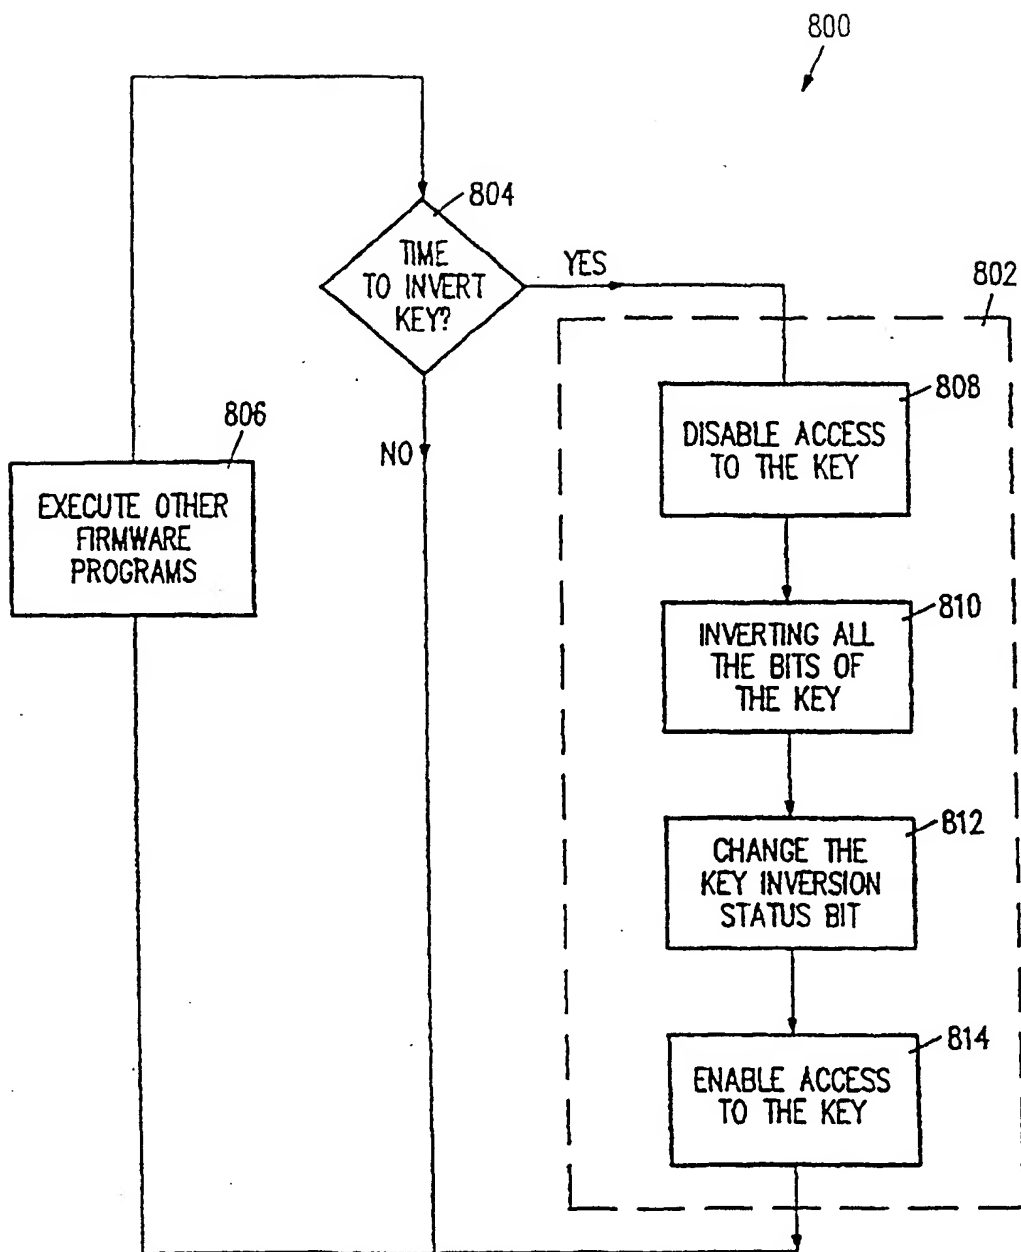 800
804
TIME
TO INVERT
KEY?
YES
802
NO
806
EXECUTE OTHER
FIRMWARE
PROGRAMS
808
DISABLE ACCESS
TO THE KEY
810
INVERTING ALL
THE BITS OF
THE KEY
812
CHANGE THE
KEY INVERSION
STATUS BIT
814
ENABLE ACCESS
TO THE KEY